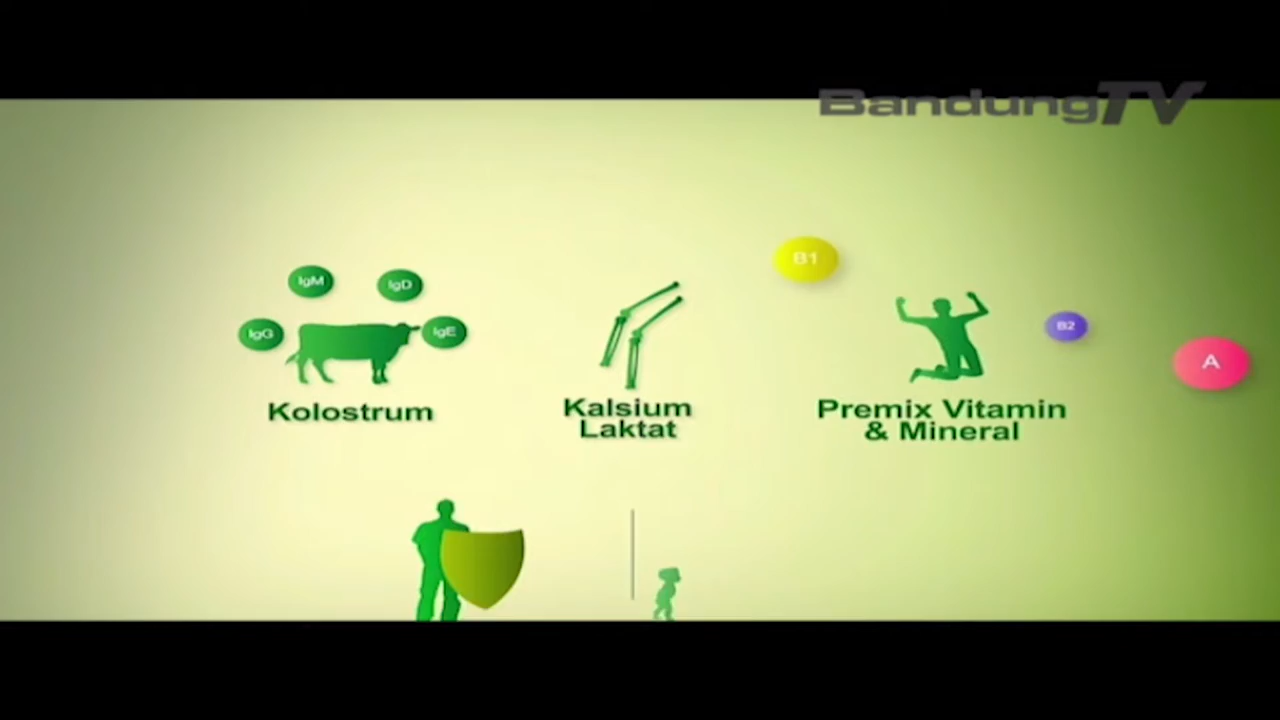 BandungTV
IgM
IgD
IgG
IgE
B1
B2
A
Kolostrum
Kalsium
Laktat
Premix Vitamin
& Mineral